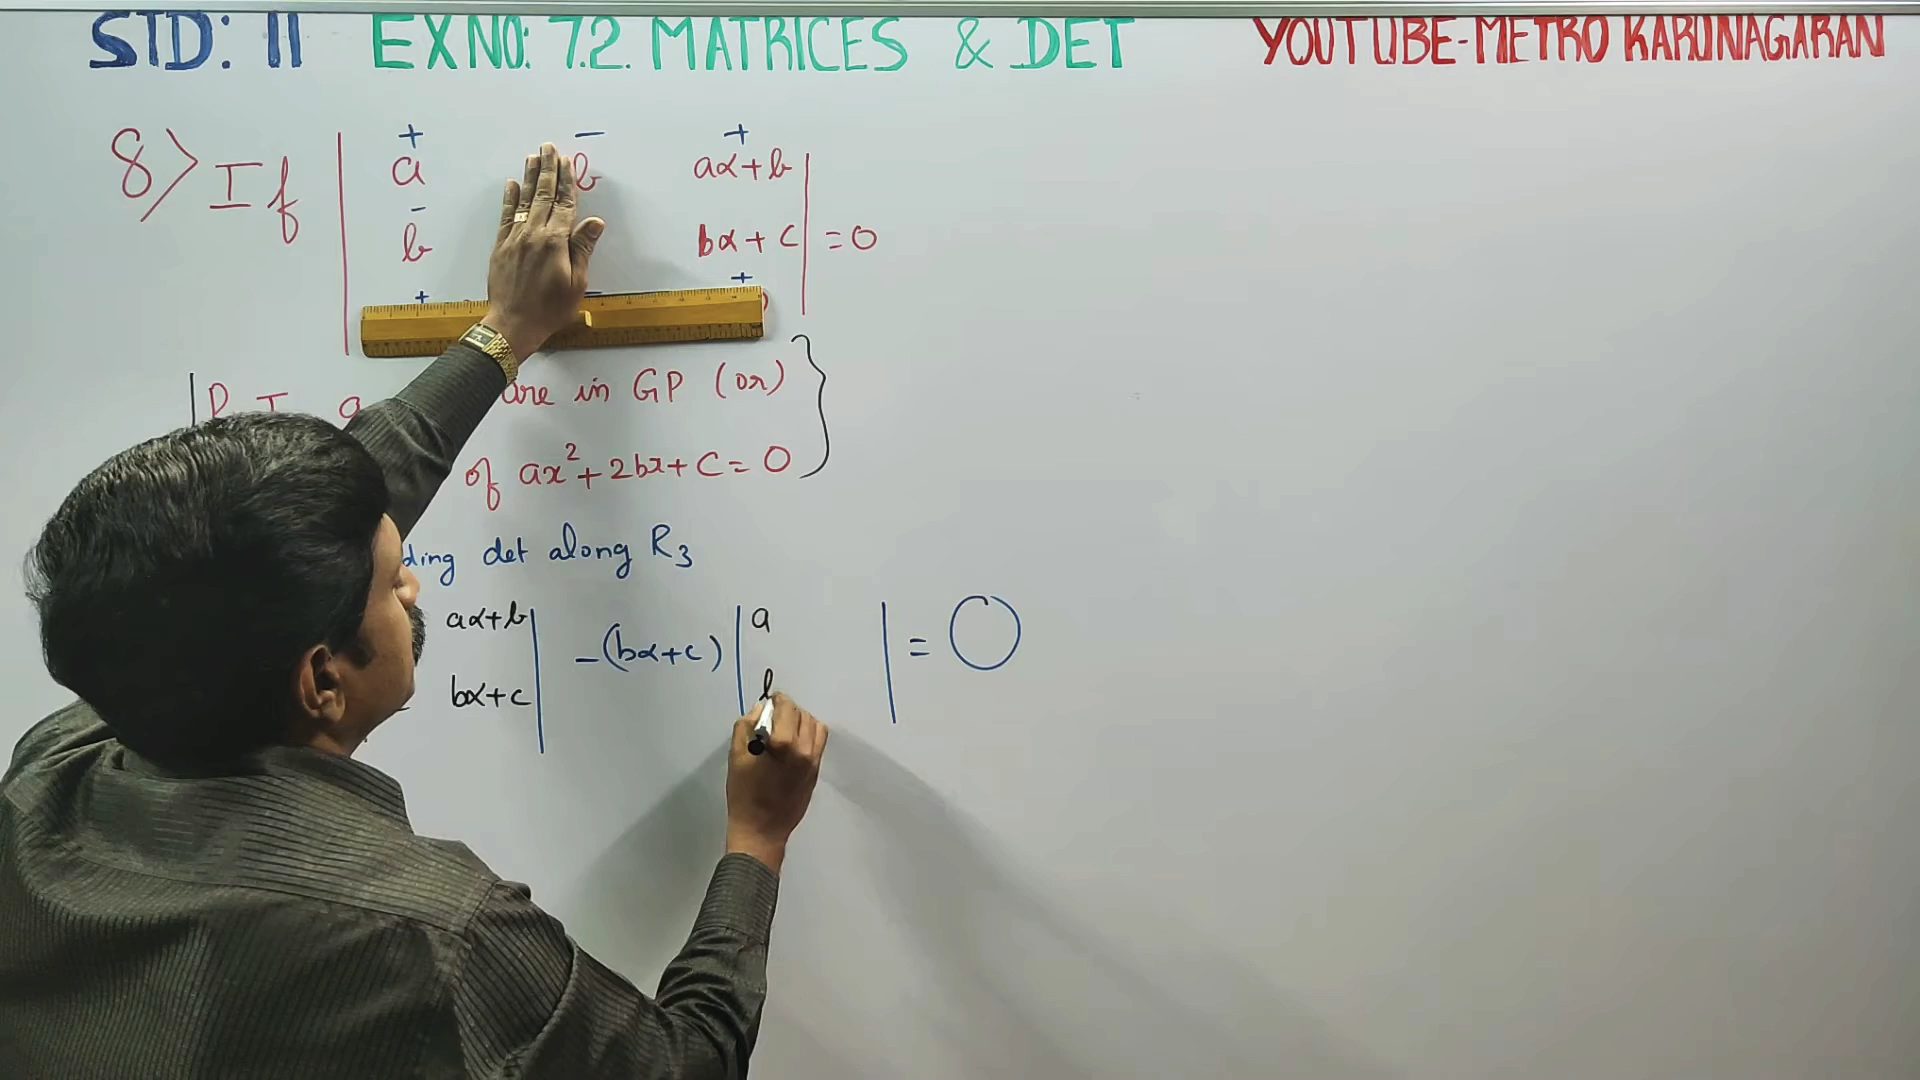 STD: 11 EX NO: 7.2. MATRICES & DET YOUTUBE-METRO KARUNAGARAN
+ - +
8> If | a b aα+b |
-
b bα+c | = 0
+ - +
P.T a are in GP (or) }
of ax²+2bx+c=0
ding det along R₃
aα+b | -(bα+c) | a | = 0
bα+c